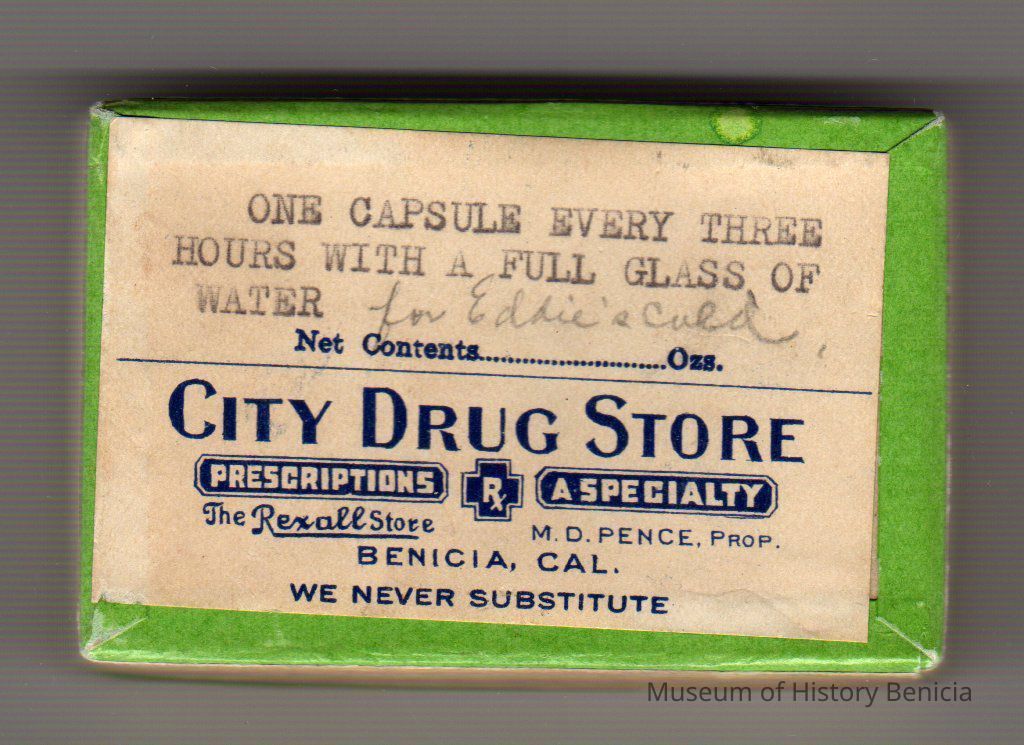 ONE CAPSULE EVERY THREE
HOURS WITH A FULL GLASS OF
WATER for Eddie's cold.
Net Contents............................Ozs.
CITY DRUG STORE
PRESCRIPTIONS Rx A SPECIALTY
The Rexall Store M. D. PENCE, PROP.
BENICIA, CAL.
WE NEVER SUBSTITUTE
Museum of History Benicia